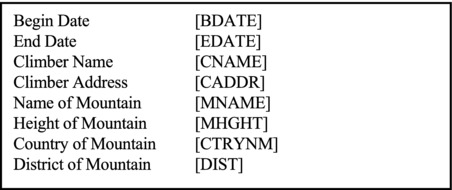 Begin Date [BDATE]
End Date [EDATE]
Climber Name [CNAME]
Climber Address [CADDR]
Name of Mountain [MNAME]
Height of Mountain [MHGHT]
Country of Mountain [CTRYNM]
District of Mountain [DIST]